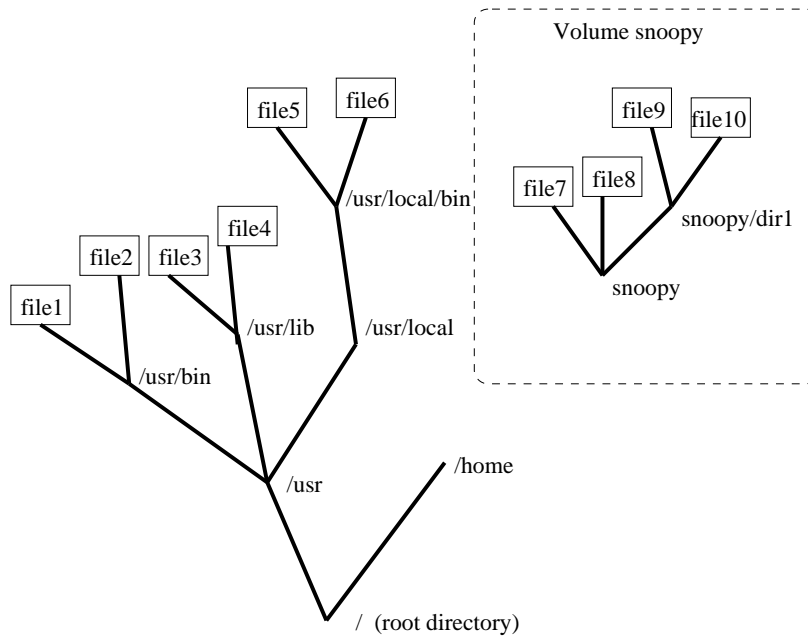 Volume snoopy
file5
file6
file9
file10
/usr/local/bin
file7
file8
snoopy/dir1
file2
file3
file4
snoopy
file1
/usr/lib
/usr/local
/usr/bin
/home
/usr
/ (root directory)